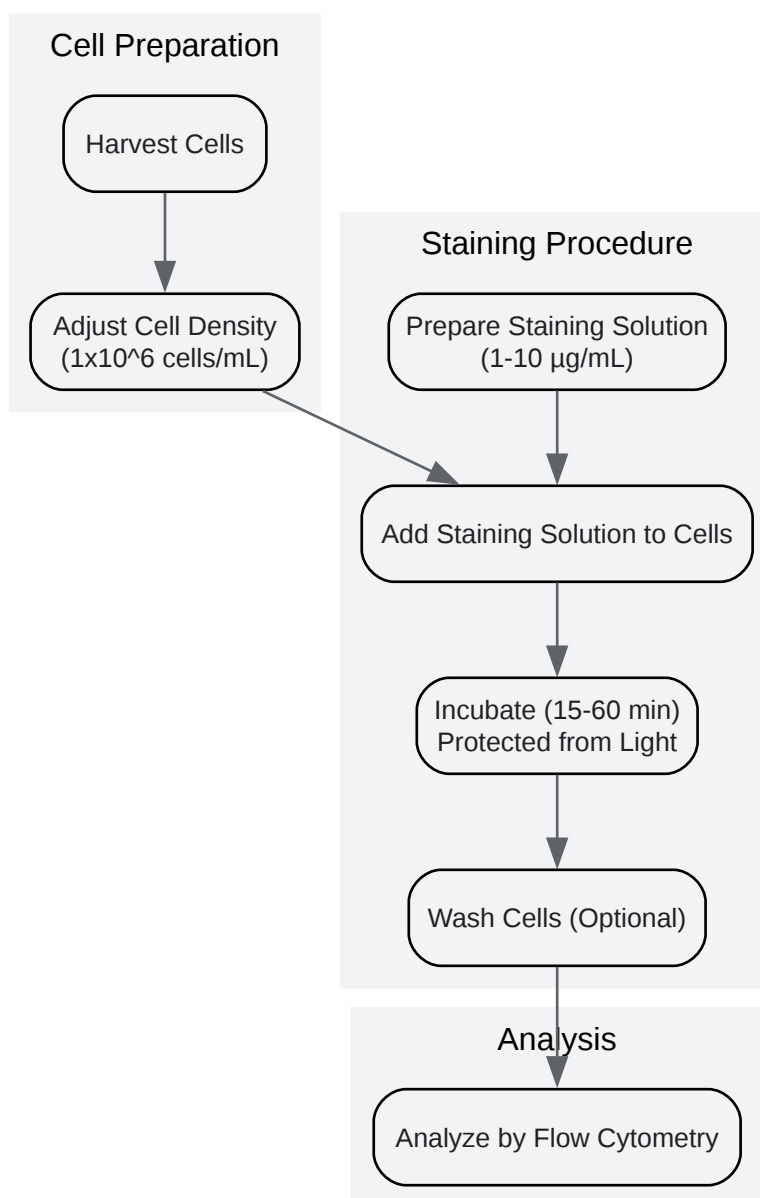 Cell Preparation
Harvest Cells
Adjust Cell Density
(1x10^6 cells/mL)
Staining Procedure
Prepare Staining Solution
(1-10 µg/mL)
Add Staining Solution to Cells
Incubate (15-60 min)
Protected from Light
Wash Cells (Optional)
Analysis
Analyze by Flow Cytometry